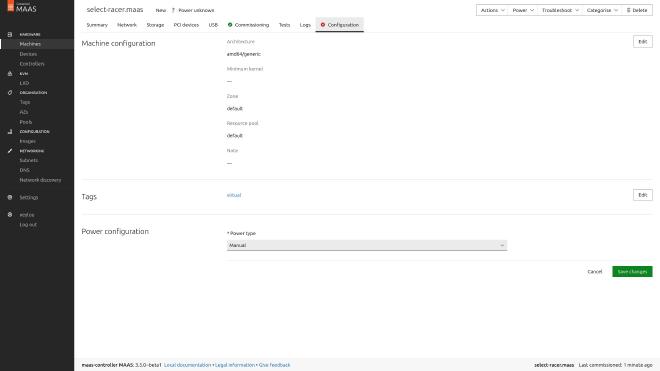 Canonical
MAAS
HARDWARE
Machines
Devices
Controllers
KVM
LXD
ORGANISATION
Tags
AZs
Pools
CONFIGURATION
Images
NETWORKING
Subnets
DNS
Network discovery
Settings
Log out
select-racer.maas New ? Power unknown
Actions Power Troubleshoot Categorise Delete
Summary Network Storage PCI devices USB Commissioning Tests Logs Configuration
Machine configuration
Edit
Architecture
amd64/generic
Minimum kernel
—
Zone
default
Resource pool
default
Note
—
Tags
virtual
Edit
Power configuration
* Power type
Manual
Cancel Save changes
maas-controller MAAS: 3.5.0~beta1 Local documentation • Legal information • Give feedback
select-racer.maas Last commissioned: 1 minute ago